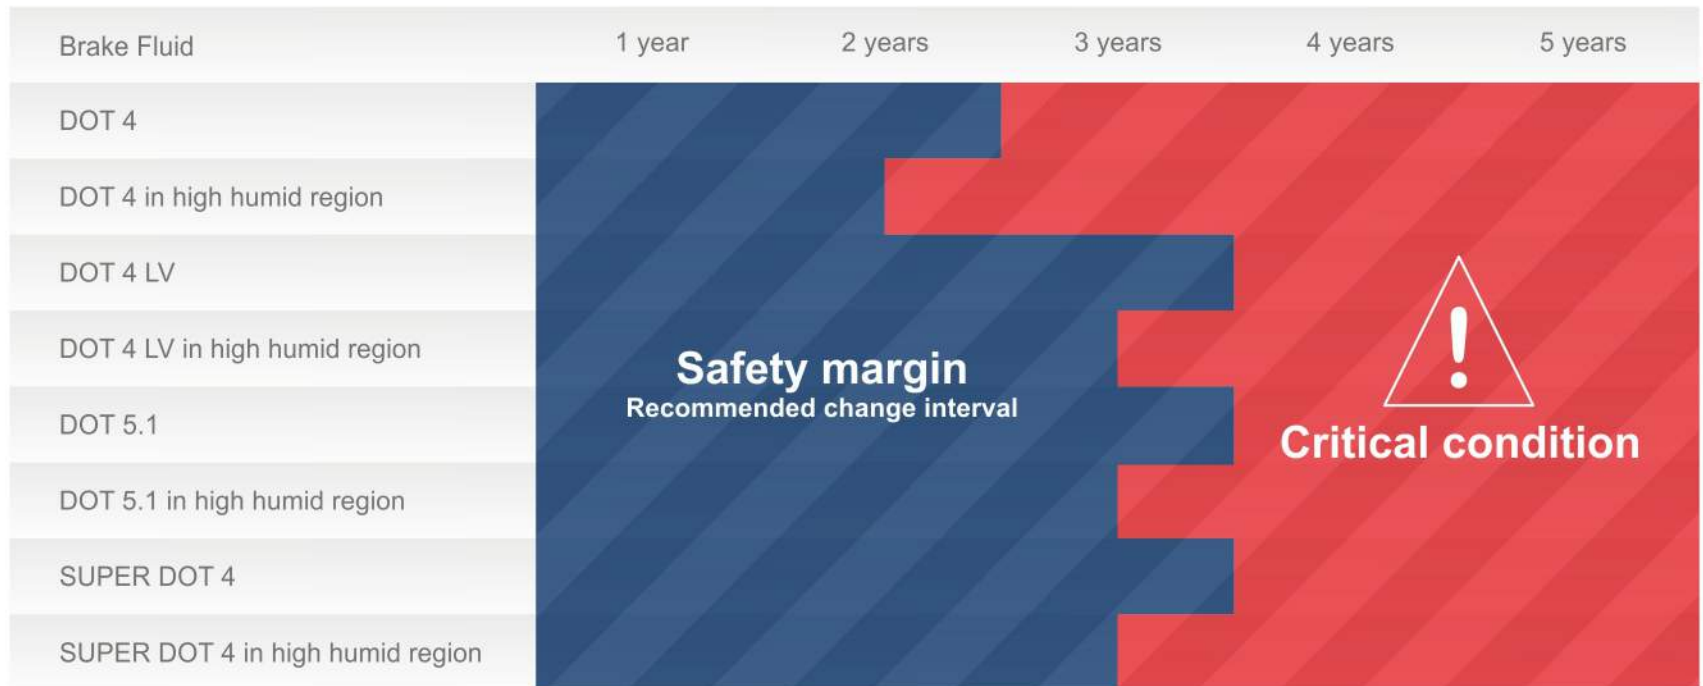 Brake Fluid 1 year 2 years 3 years 4 years 5 years
DOT 4
DOT 4 in high humid region
DOT 4 LV
DOT 4 LV in high humid region
Safety margin
Recommended change interval
!
Critical condition
DOT 5.1
DOT 5.1 in high humid region
SUPER DOT 4
SUPER DOT 4 in high humid region